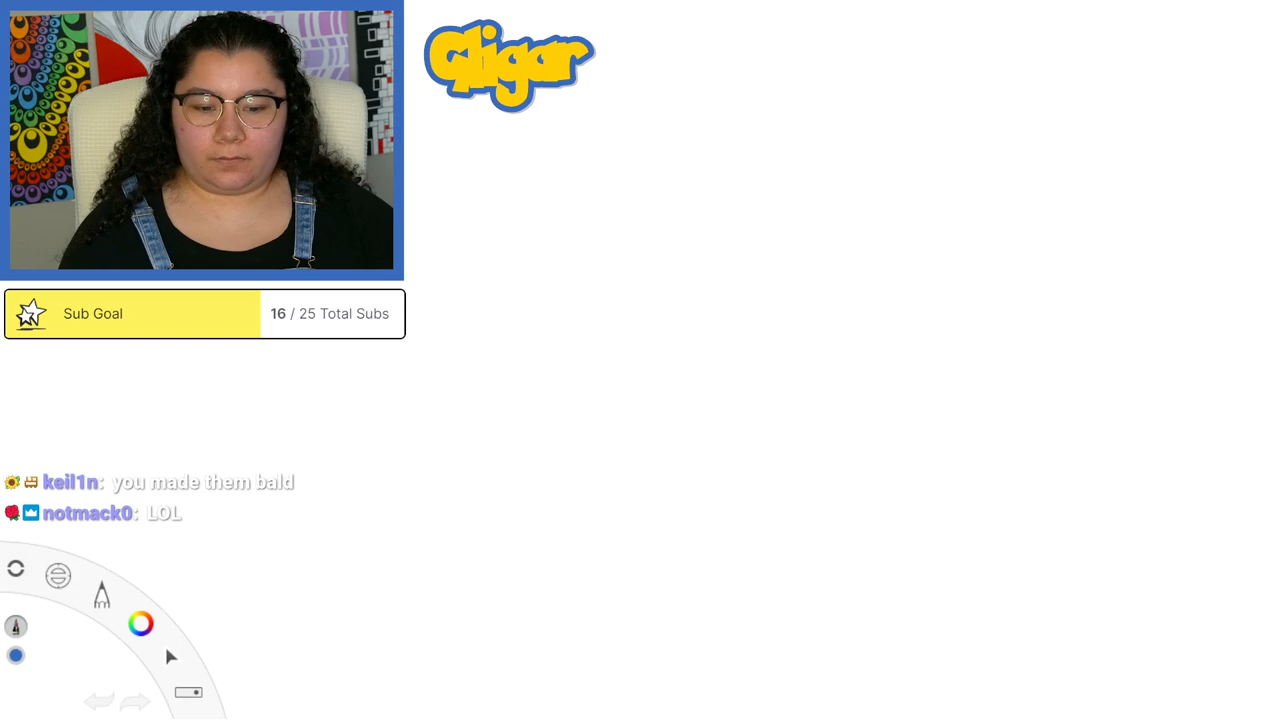 Gligar
Sub Goal
16 / 25 Total Subs
keil1n: you made them bald
notmack0: LOL